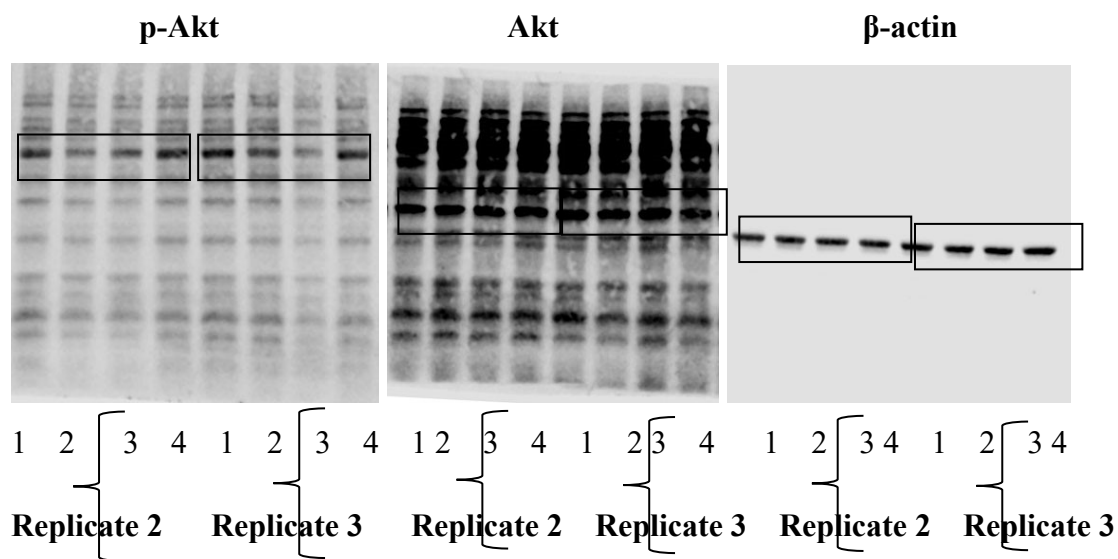 p-Akt Akt β-actin
1 2 3 4 1 2 3 4 1 2 3 4 1 2 3 4 1 2 3 4 1 2 3 4
Replicate 2 Replicate 3 Replicate 2 Replicate 3 Replicate 2 Replicate 3